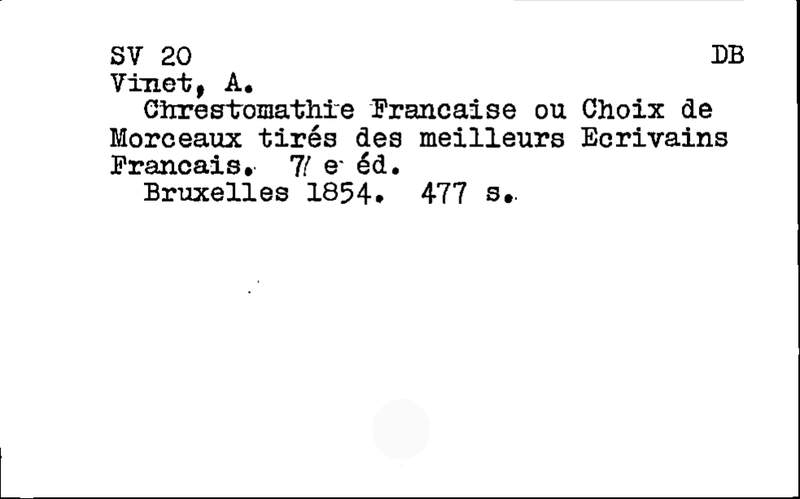 SV 20 DB
Vinet, A.
Chrestomathie Francaise ou Choix de
Morceaux tirés des meilleurs Ecrivains
Francais. 7/ e éd.
Bruxelles 1854. 477 s.